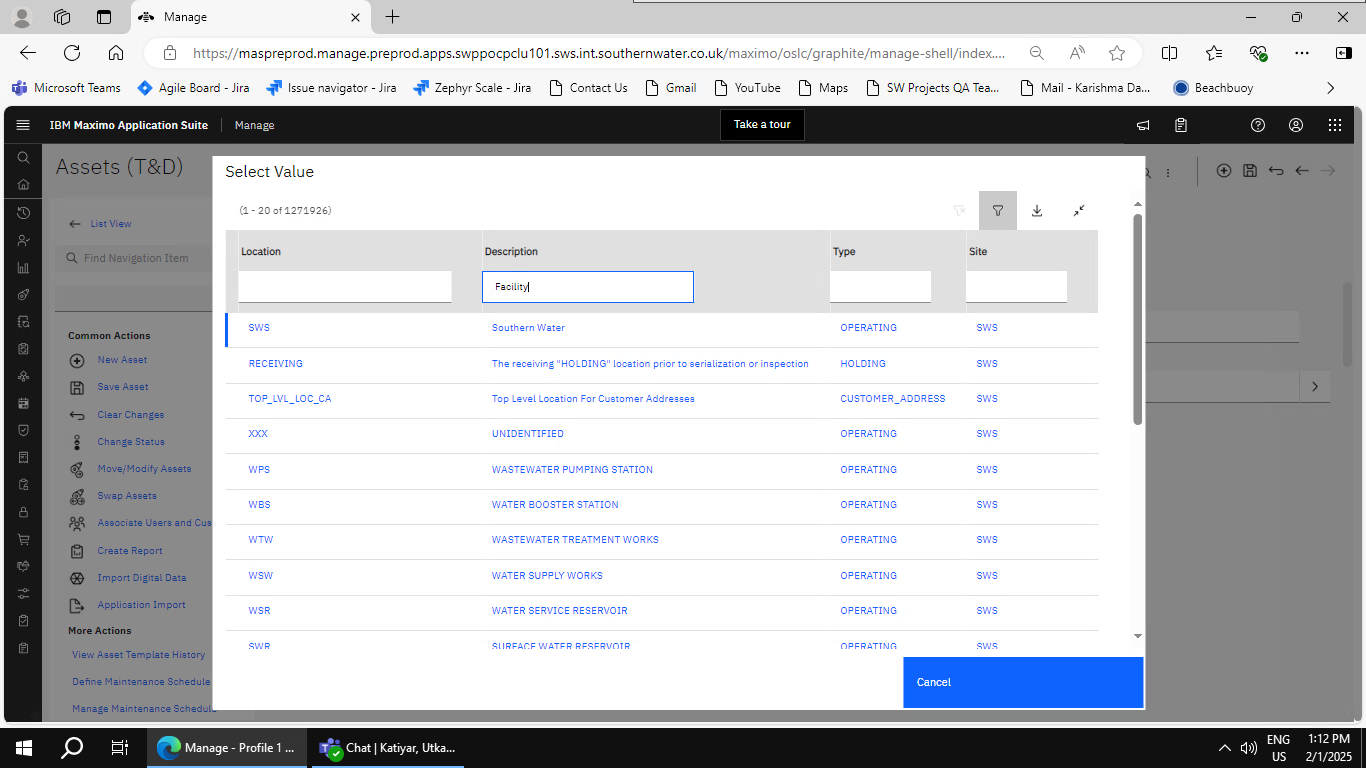 Manage
https://maspreprod.manage.preprod.apps.swppocpclu101.sws.int.southernwater.co.uk/maximo/oslc/graphite/manage-shell/index....
Microsoft Teams
Agile Board - Jira
Issue navigator - Jira
Zephyr Scale - Jira
Contact Us
Gmail
YouTube
Maps
SW Projects QA Tea...
Mail - Karishma Da...
Beachbuoy
IBM Maximo Application Suite
Manage
Take a tour
Assets (T&D)
List View
Find Navigation Item
Common Actions
New Asset
Save Asset
Clear Changes
Change Status
Move/Modify Assets
Swap Assets
Associate Users and Cus
Create Report
Import Digital Data
Application Import
More Actions
View Asset Template History
Define Maintenance Schedule
Manage Maintenance Schedule
Select Value
(1 - 20 of 1271926)
Location Description Type Site
Facility
SWS Southern Water OPERATING SWS
RECEIVING The receiving "HOLDING" location prior to serialization or inspection HOLDING SWS
TOP_LVL_LOC_CA Top Level Location For Customer Addresses CUSTOMER_ADDRESS SWS
XXX UNIDENTIFIED OPERATING SWS
WPS WASTEWATER PUMPING STATION OPERATING SWS
WBS WATER BOOSTER STATION OPERATING SWS
WTW WASTEWATER TREATMENT WORKS OPERATING SWS
WSW WATER SUPPLY WORKS OPERATING SWS
WSR WATER SERVICE RESERVOIR OPERATING SWS
SWR SURFACE WATER RESERVOIR OPERATING SWS
Cancel
Manage - Profile 1 ...
Chat | Katiyar, Utka...
ENG
US
1:12 PM
2/1/2025